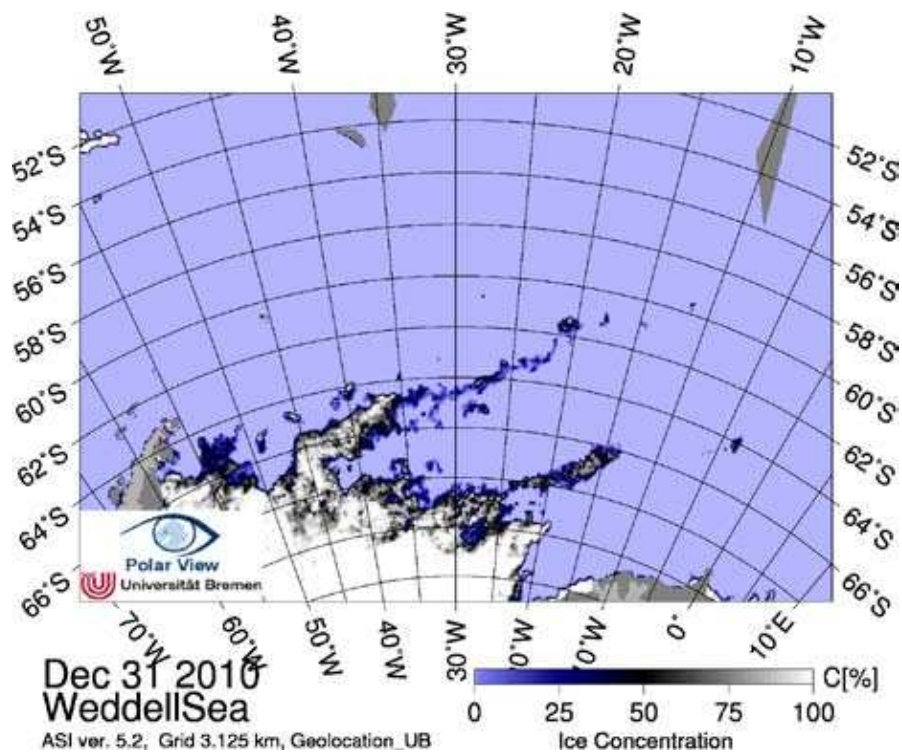 50°W
40°W
30°W
20°W
10°W
52°S
54°S
56°S
58°S
60°S
62°S
64°S
66°S
52°S
54°S
56°S
58°S
60°S
62°S
64°S
66°S
Polar View
Universität Bremen
70°W
60°W
50°W
40°W
30°W
20°W
10°W
0°
10°E
Dec 31 2010
WeddellSea
ASI ver. 5.2, Grid 3.125 km, Geolocation_UB
C[%]
0 25 50 75 100
Ice Concentration